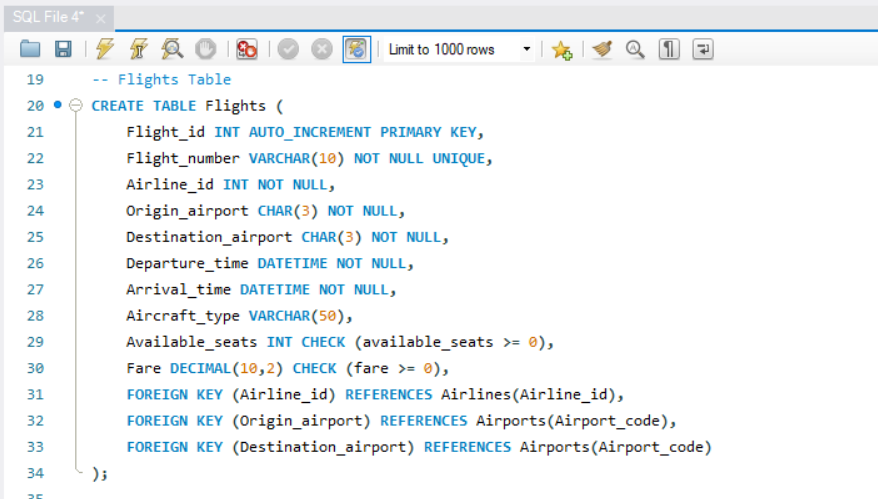 SQL File 4*
Limit to 1000 rows
19 -- Flights Table
20 CREATE TABLE Flights (
21 Flight_id INT AUTO_INCREMENT PRIMARY KEY,
22 Flight_number VARCHAR(10) NOT NULL UNIQUE,
23 Airline_id INT NOT NULL,
24 Origin_airport CHAR(3) NOT NULL,
25 Destination_airport CHAR(3) NOT NULL,
26 Departure_time DATETIME NOT NULL,
27 Arrival_time DATETIME NOT NULL,
28 Aircraft_type VARCHAR(50),
29 Available_seats INT CHECK (available_seats >= 0),
30 Fare DECIMAL(10,2) CHECK (fare >= 0),
31 FOREIGN KEY (Airline_id) REFERENCES Airlines(Airline_id),
32 FOREIGN KEY (Origin_airport) REFERENCES Airports(Airport_code),
33 FOREIGN KEY (Destination_airport) REFERENCES Airports(Airport_code)
34 );
35